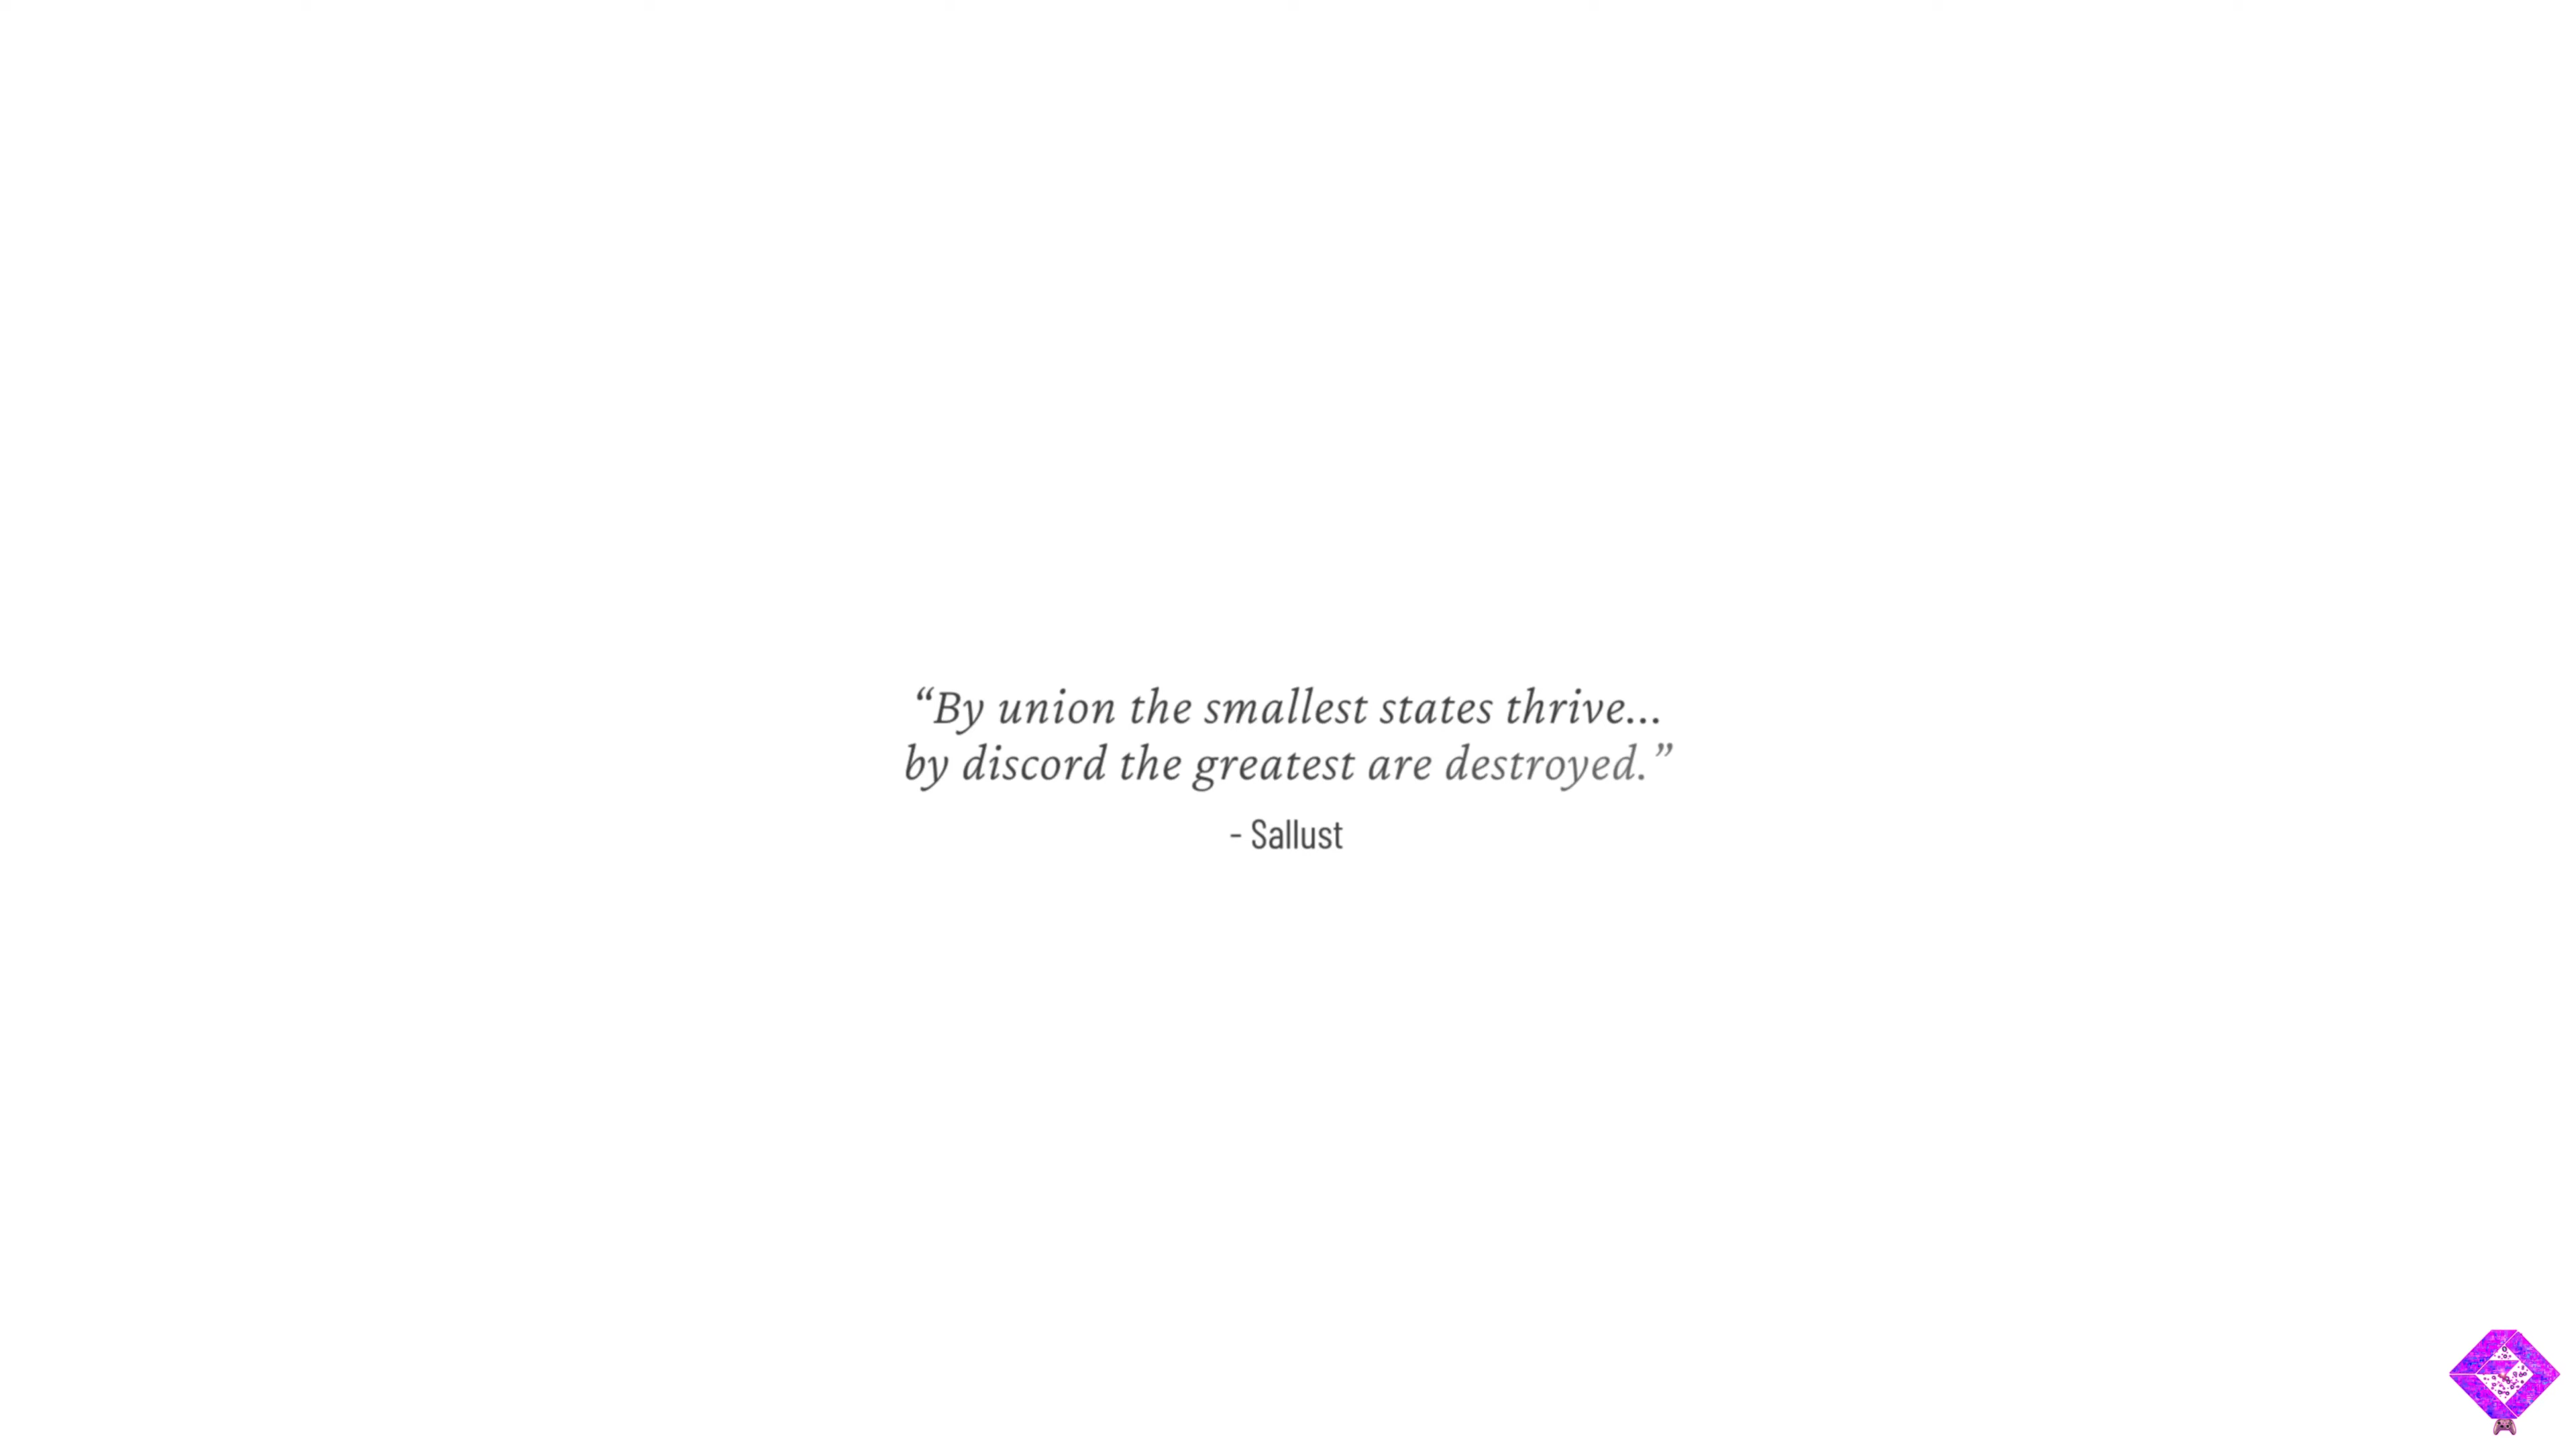 “By union the smallest states thrive...
by discord the greatest are destroyed.”
- Sallust